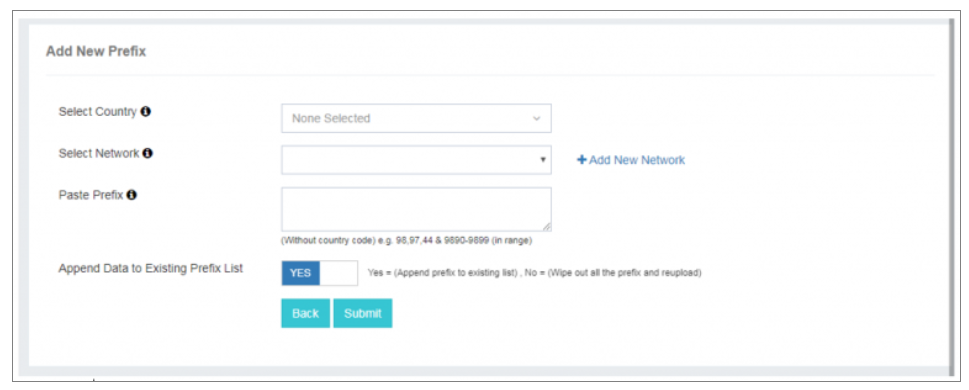 Add New Prefix
Select Country
None Selected
Select Network
+ Add New Network
Paste Prefix
(Without country code) e.g. 98,97,44 & 9890-9899 (in range)
Append Data to Existing Prefix List
YES
Yes = (Append prefix to existing list) , No = (Wipe out all the prefix and reupload)
Back
Submit